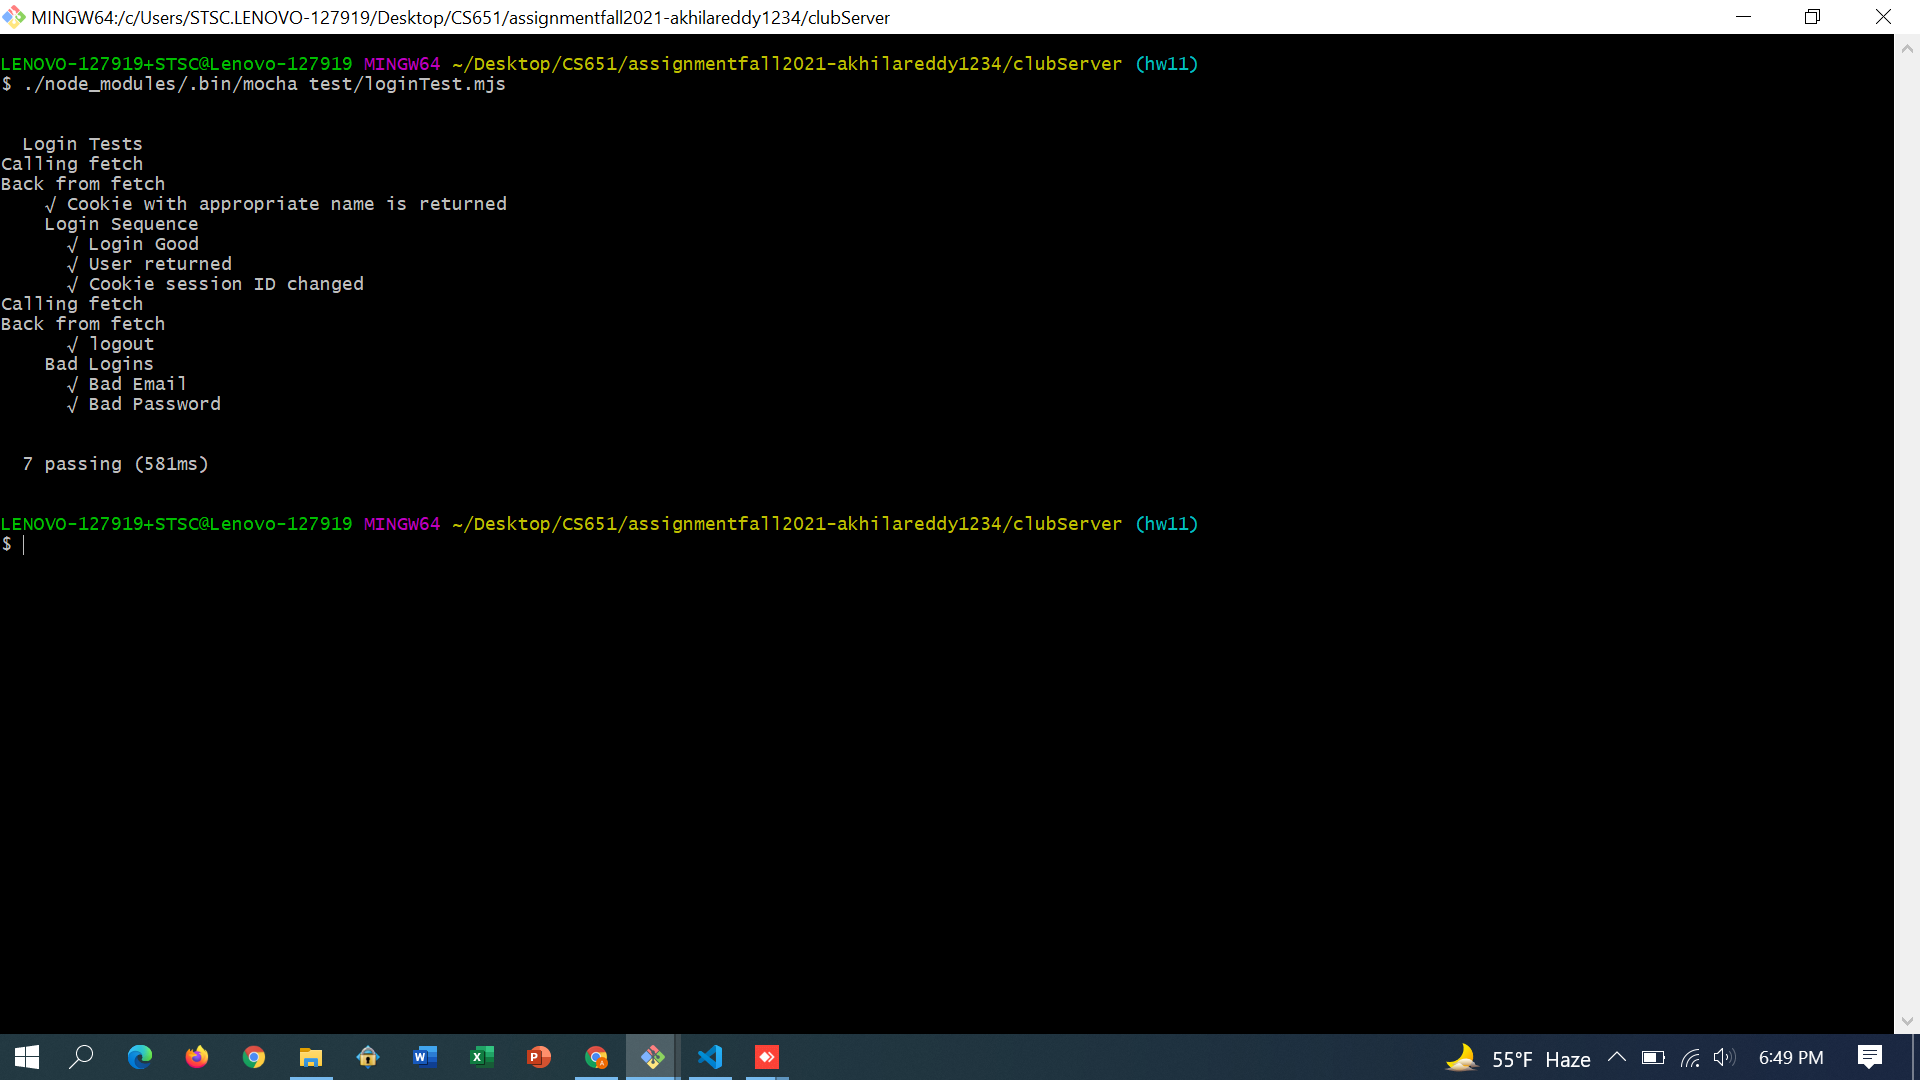 MINGW64:/c/Users/STSC.LENOVO-127919/Desktop/CS651/assignmentfall2021-akhilareddy1234/clubServer
LENOVO-127919+STSC@Lenovo-127919 MINGW64 ~/Desktop/CS651/assignmentfall2021-akhilareddy1234/clubServer (hw11)
$ ./node_modules/.bin/mocha test/loginTest.mjs
Login Tests
Calling fetch
Back from fetch
√ Cookie with appropriate name is returned
Login Sequence
√ Login Good
√ User returned
√ Cookie session ID changed
Calling fetch
Back from fetch
√ logout
Bad Logins
√ Bad Email
√ Bad Password
7 passing (581ms)
LENOVO-127919+STSC@Lenovo-127919 MINGW64 ~/Desktop/CS651/assignmentfall2021-akhilareddy1234/clubServer (hw11)
$
55°F Haze 6:49 PM